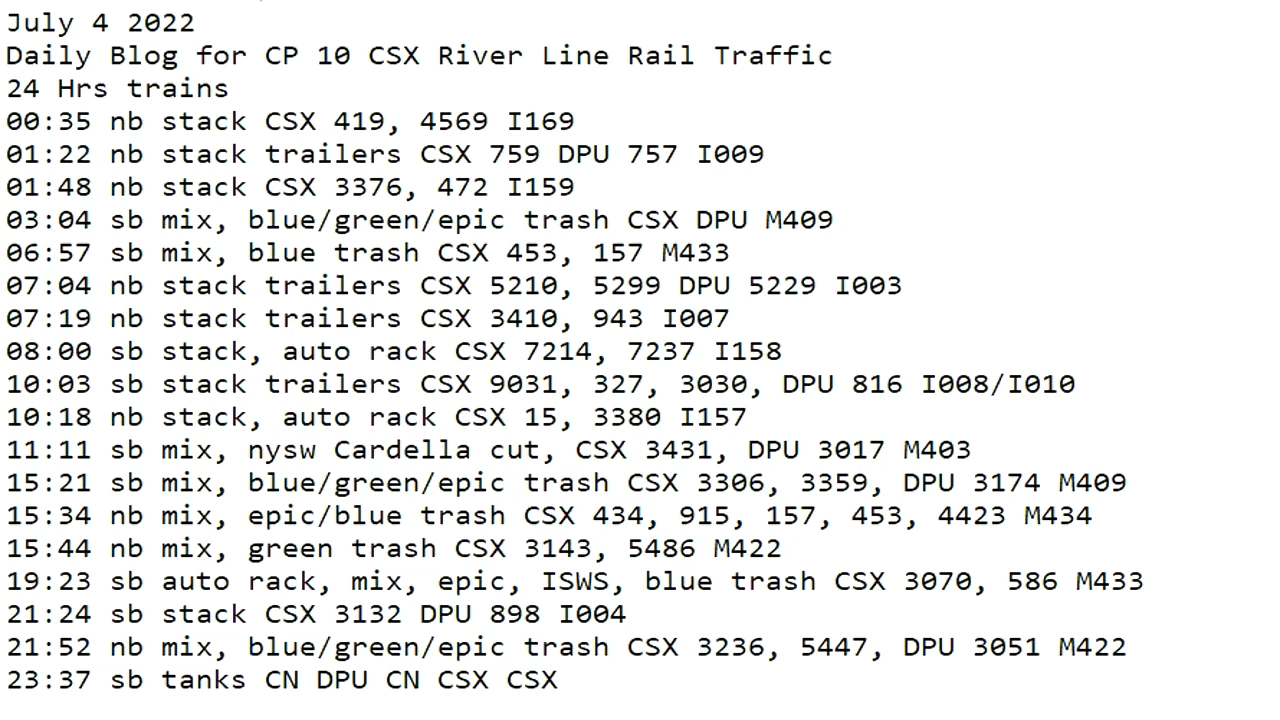 July 4 2022
Daily Blog for CP 10 CSX River Line Rail Traffic
24 Hrs trains
00:35 nb stack CSX 419, 4569 I169
01:22 nb stack trailers CSX 759 DPU 757 I009
01:48 nb stack CSX 3376, 472 I159
03:04 sb mix, blue/green/epic trash CSX DPU M409
06:57 sb mix, blue trash CSX 453, 157 M433
07:04 nb stack trailers CSX 5210, 5299 DPU 5229 I003
07:19 nb stack trailers CSX 3410, 943 I007
08:00 sb stack, auto rack CSX 7214, 7237 I158
10:03 sb stack trailers CSX 9031, 327, 3030, DPU 816 I008/I010
10:18 nb stack, auto rack CSX 15, 3380 I157
11:11 sb mix, nysw Cardella cut, CSX 3431, DPU 3017 M403
15:21 sb mix, blue/green/epic trash CSX 3306, 3359, DPU 3174 M409
15:34 nb mix, epic/blue trash CSX 434, 915, 157, 453, 4423 M434
15:44 nb mix, green trash CSX 3143, 5486 M422
19:23 sb auto rack, mix, epic, ISWS, blue trash CSX 3070, 586 M433
21:24 sb stack CSX 3132 DPU 898 I004
21:52 nb mix, blue/green/epic trash CSX 3236, 5447, DPU 3051 M422
23:37 sb tanks CN DPU CN CSX CSX